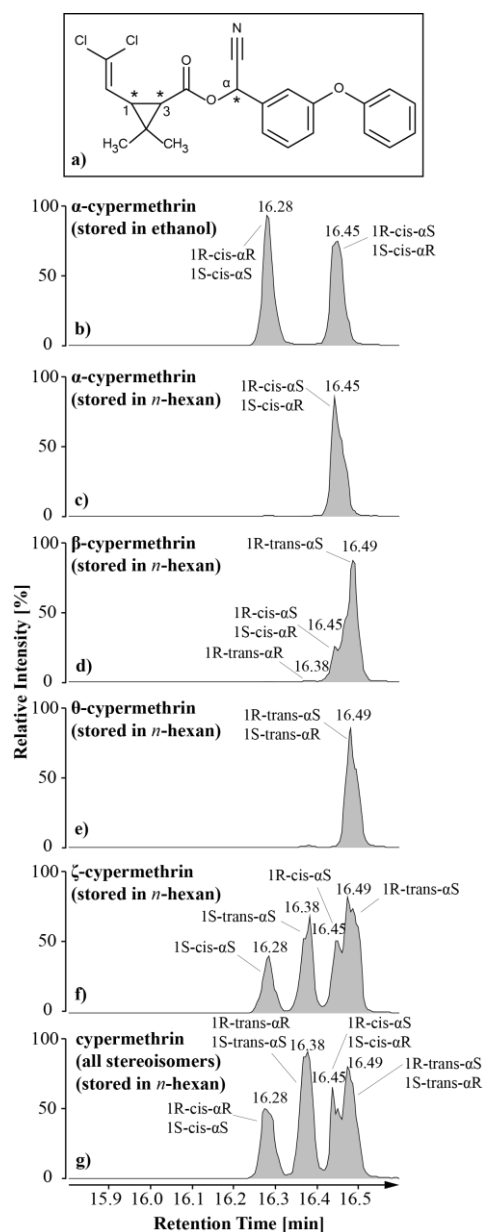 Cl Cl
N
O
α
O
O
* * *
1 3
H₃C CH₃
a)
Relative Intensity [%]
α-cypermethrin
(stored in ethanol)
100
50
0
16.28
1R-cis-αR
1S-cis-αS
16.45
1R-cis-αS
1S-cis-αR
b)
α-cypermethrin
(stored in n-hexan)
100
50
0
1R-cis-αS
1S-cis-αR
16.45
c)
β-cypermethrin
(stored in n-hexan)
100
50
0
1R-trans-αS
16.49
1R-cis-αS
1S-cis-αR
16.45
1R-trans-αR
16.38
d)
θ-cypermethrin
(stored in n-hexan)
100
50
0
1R-trans-αS
1S-trans-αR
16.49
e)
ζ-cypermethrin
(stored in n-hexan)
100
50
0
1R-cis-αS
1S-trans-αS
16.38
16.45
16.49
1R-trans-αS
1S-cis-αS
16.28
f)
cypermethrin
(all stereoisomers)
(stored in n-hexan)
100
50
0
1R-trans-αR
1S-trans-αS
16.38
1R-cis-αS
1S-cis-αR
16.45
16.49
1R-trans-αS
1S-trans-αR
16.28
1R-cis-αR
1S-cis-αS
g)
15.9 16.0 16.1 16.2 16.3 16.4 16.5
Retention Time [min]